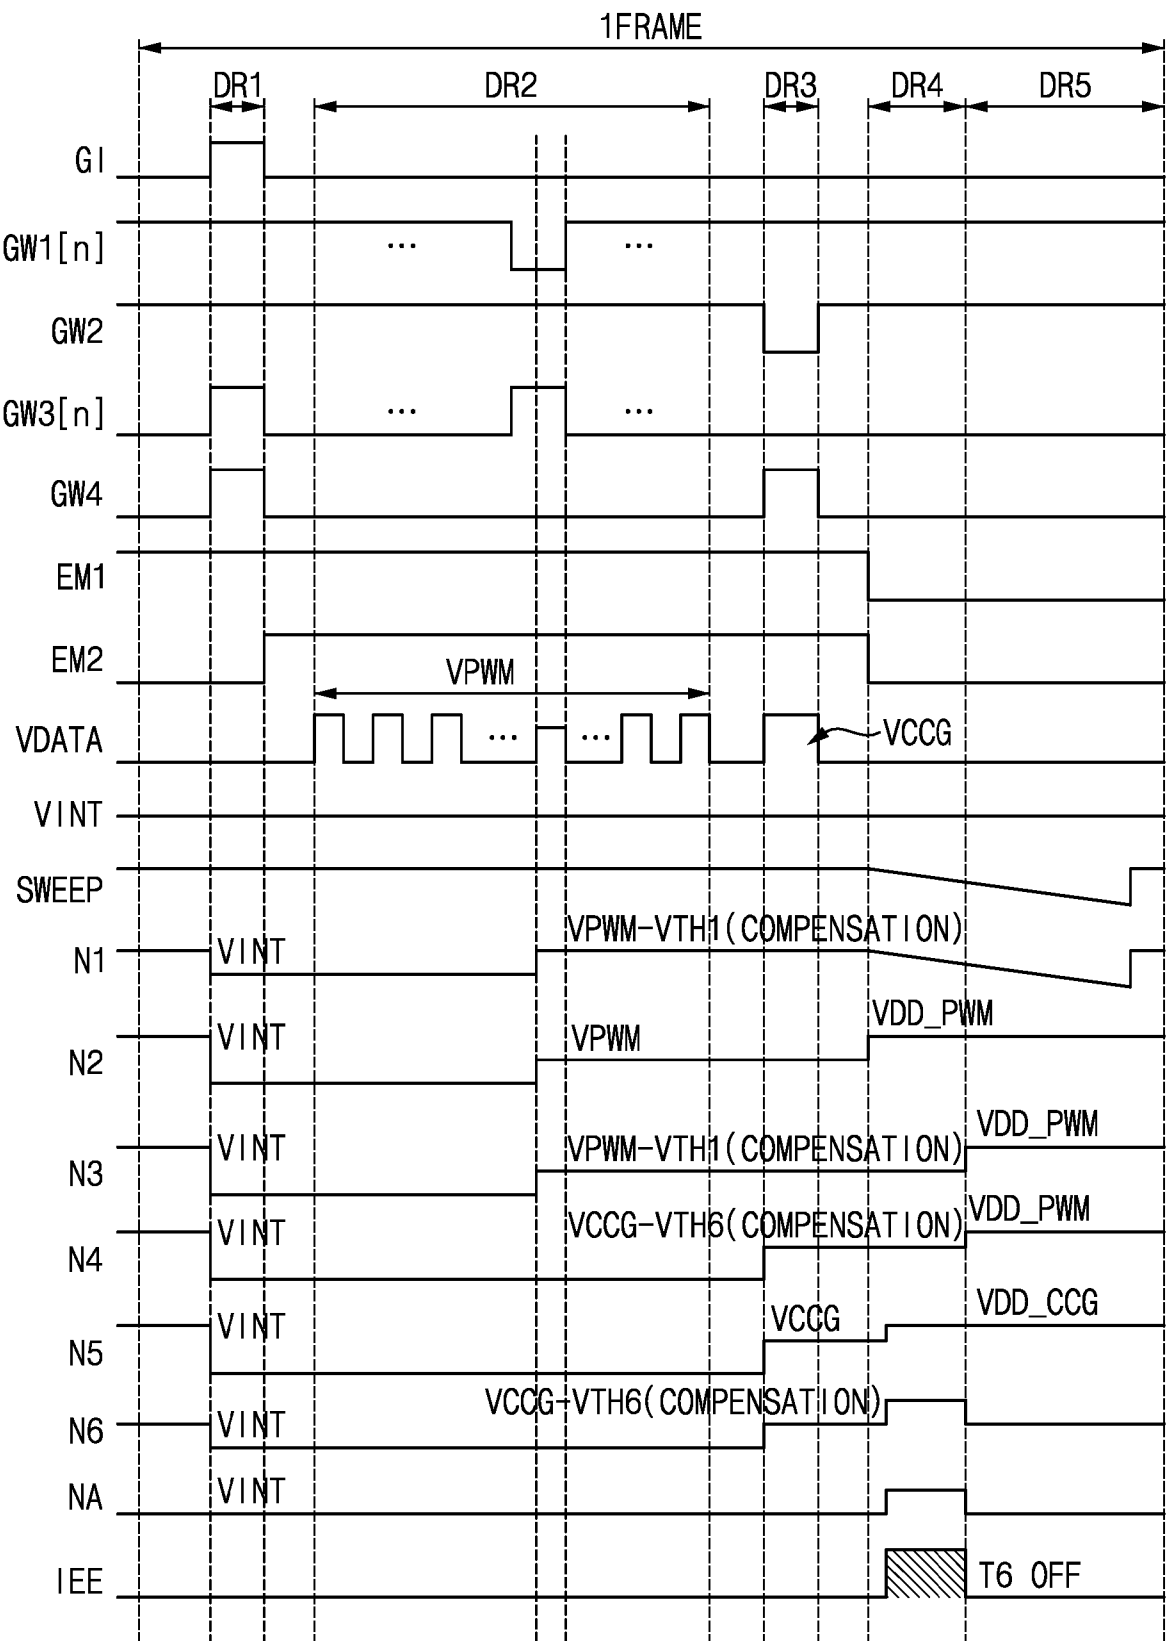 1FRAME
DR1 DR2 DR3 DR4 DR5
GI
GW1[n] ... ...
GW2
GW3[n] ... ...
GW4
EM1
EM2
VPWM
VDATA ... ... VCCG
VINT
SWEEP
N1 VINT VPWM-VTH1(COMPENSATION)
N2 VINT VPWM VDD_PWM
N3 VINT VPWM-VTH1(COMPENSATION) VDD_PWM
N4 VINT VCCG-VTH6(COMPENSATION) VDD_PWM
N5 VINT VCCG VDD_CCG
N6 VINT VCCG-VTH6(COMPENSATION)
NA VINT
IEE T6 OFF